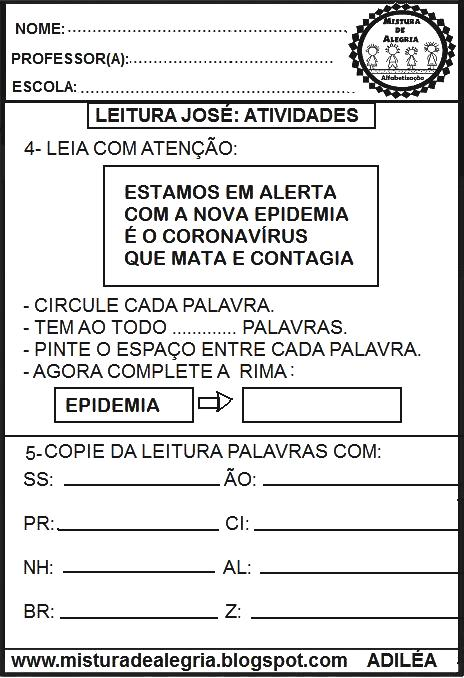 NOME:
MISTURA
DE
ALEGRIA
Alfabetização
PROFESSOR(A):
ESCOLA:
LEITURA JOSÉ: ATIVIDADES
4- LEIA COM ATENÇÃO:
ESTAMOS EM ALERTA
COM A NOVA EPIDEMIA
É O CORONAVÍRUS
QUE MATA E CONTAGIA
- CIRCULE CADA PALAVRA.
- TEM AO TODO ............. PALAVRAS.
- PINTE O ESPAÇO ENTRE CADA PALAVRA.
- AGORA COMPLETE A RIMA:
EPIDEMIA
5-COPIE DA LEITURA PALAVRAS COM:
SS: ÃO:
PR: CI:
NH: AL:
BR: Z:
www.misturadealegria.blogspot.com ADILÉA